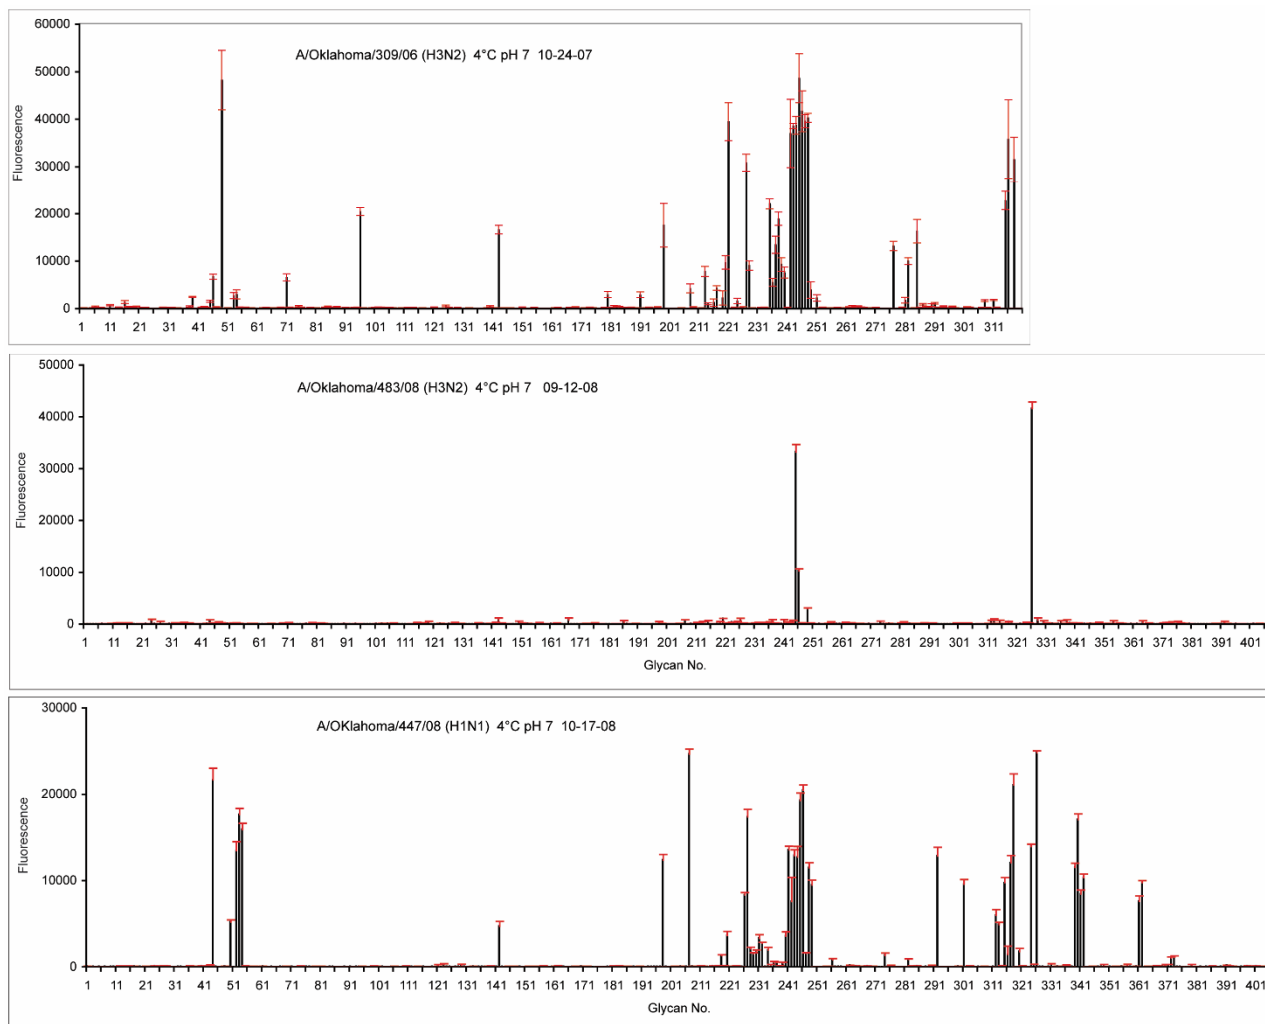 60000
A/Oklahoma/309/06 (H3N2) 4°C pH 7 10-24-07
50000
40000
Fluorescence
30000
20000
10000
0
1 11 21 31 41 51 61 71 81 91 101 111 121 131 141 151 161 171 181 191 201 211 221 231 241 251 261 271 281 291 301 311
50000
A/Oklahoma/483/08 (H3N2) 4°C pH 7 09-12-08
40000
30000
Fluorescence
20000
10000
0
1 11 21 31 41 51 61 71 81 91 101 111 121 131 141 151 161 171 181 191 201 211 221 231 241 251 261 271 281 291 301 311 321 331 341 351 361 371 381 391 401
Glycan No.
30000
A/OKlahoma/447/08 (H1N1) 4°C pH 7 10-17-08
20000
Fluorescence
10000
0
1 11 21 31 41 51 61 71 81 91 101 111 121 131 141 151 161 171 181 191 201 211 221 231 241 251 261 271 281 291 301 311 321 331 341 351 361 371 381 391 401
Glycan No.